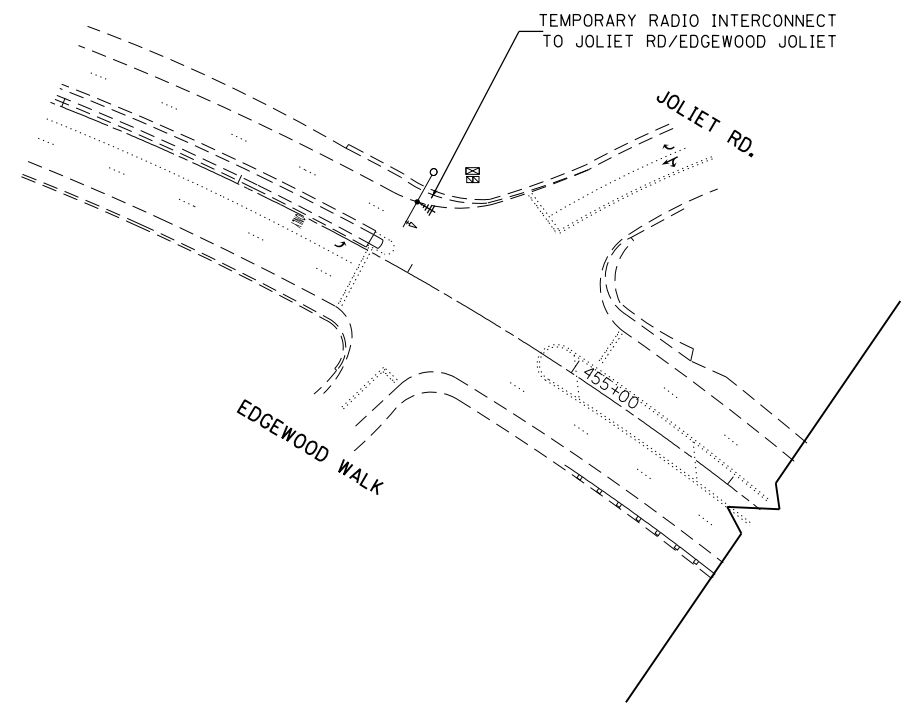 TEMPORARY RADIO INTERCONNECT
TO JOLIET RD/EDGEWOOD JOLIET
JOLIET RD.
455+00
EDGEWOOD WALK